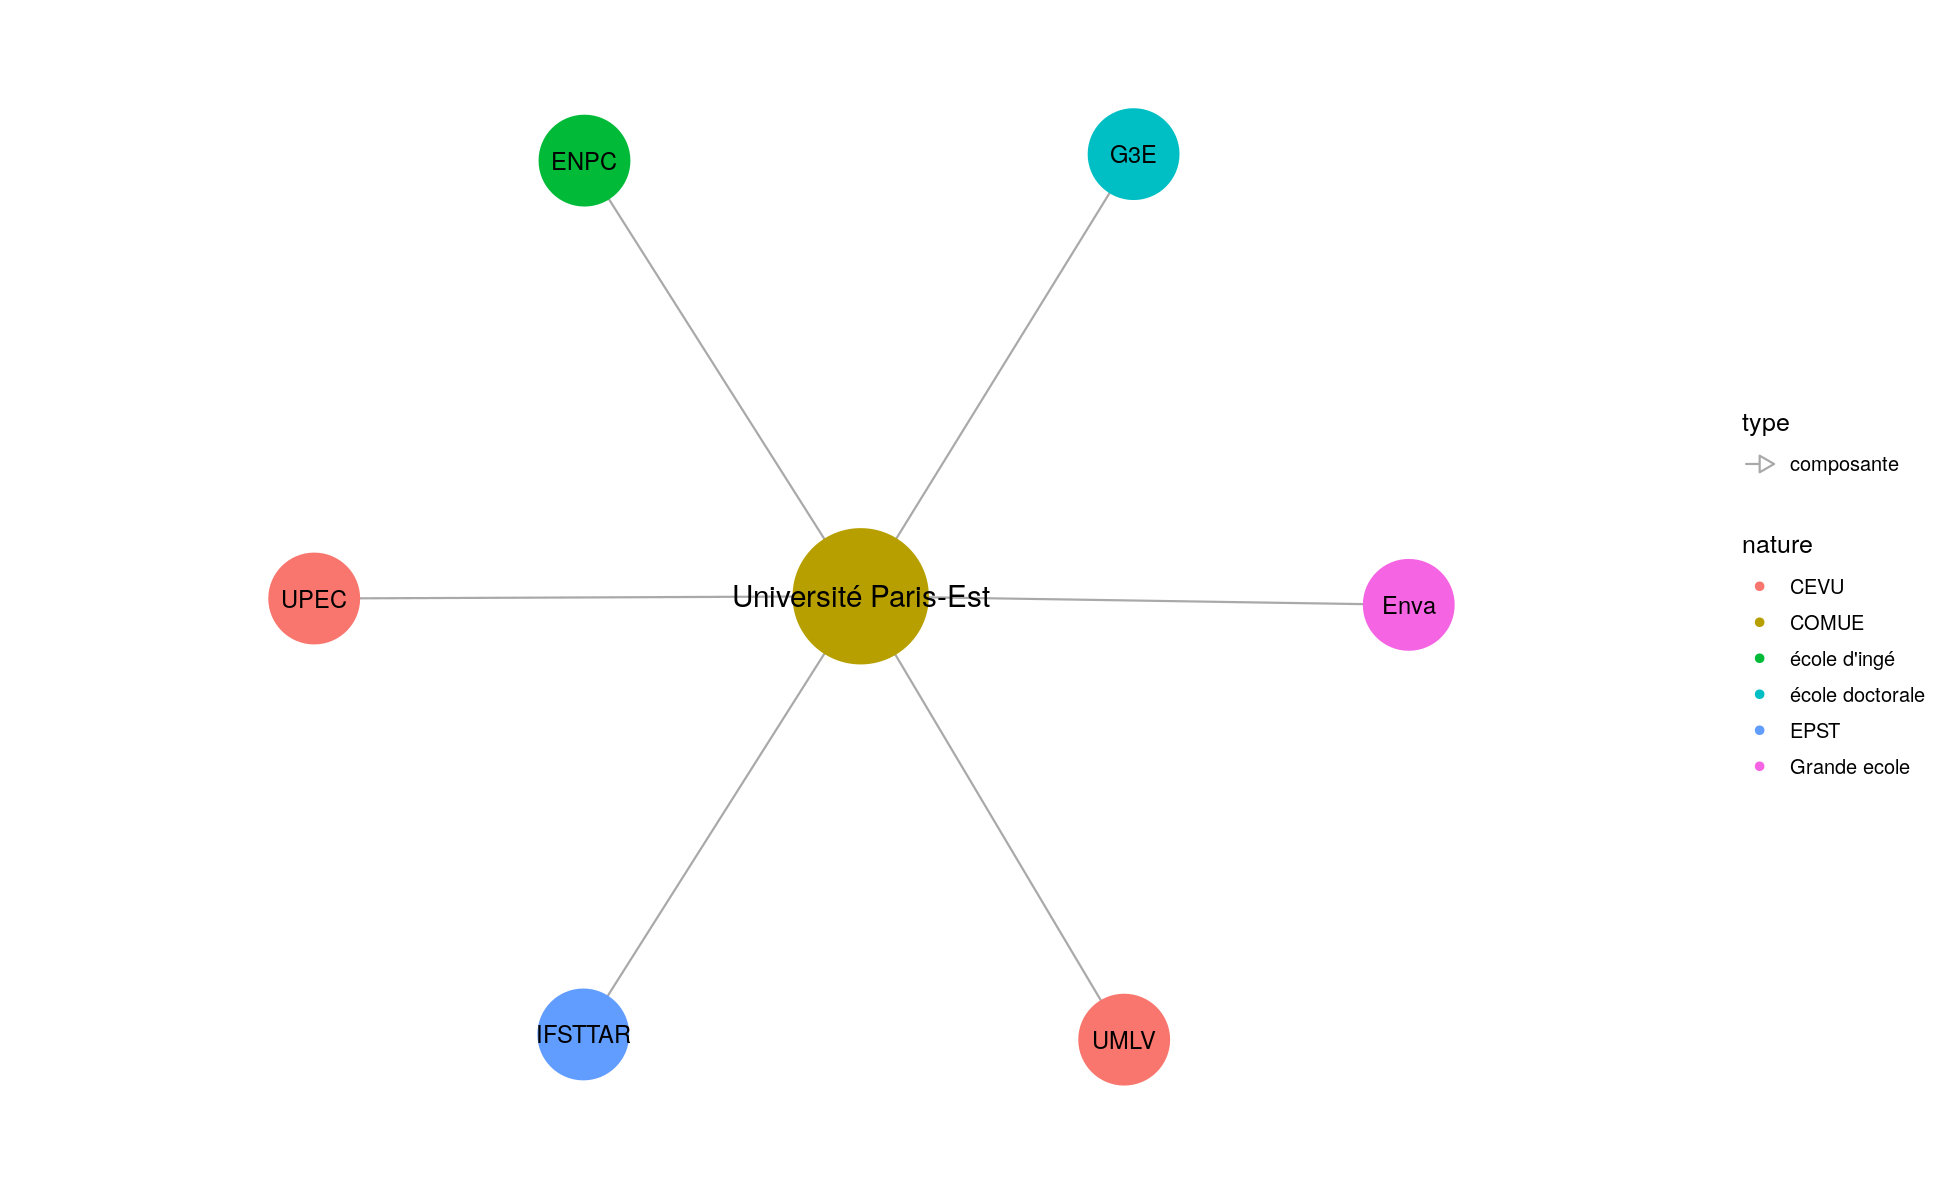 ENPC
G3E
UPEC
Université Paris-Est
Enva
IFSTTAR
UMLV
type
composante
nature
CEVU
COMUE
école d'ingé
école doctorale
EPST
Grande ecole